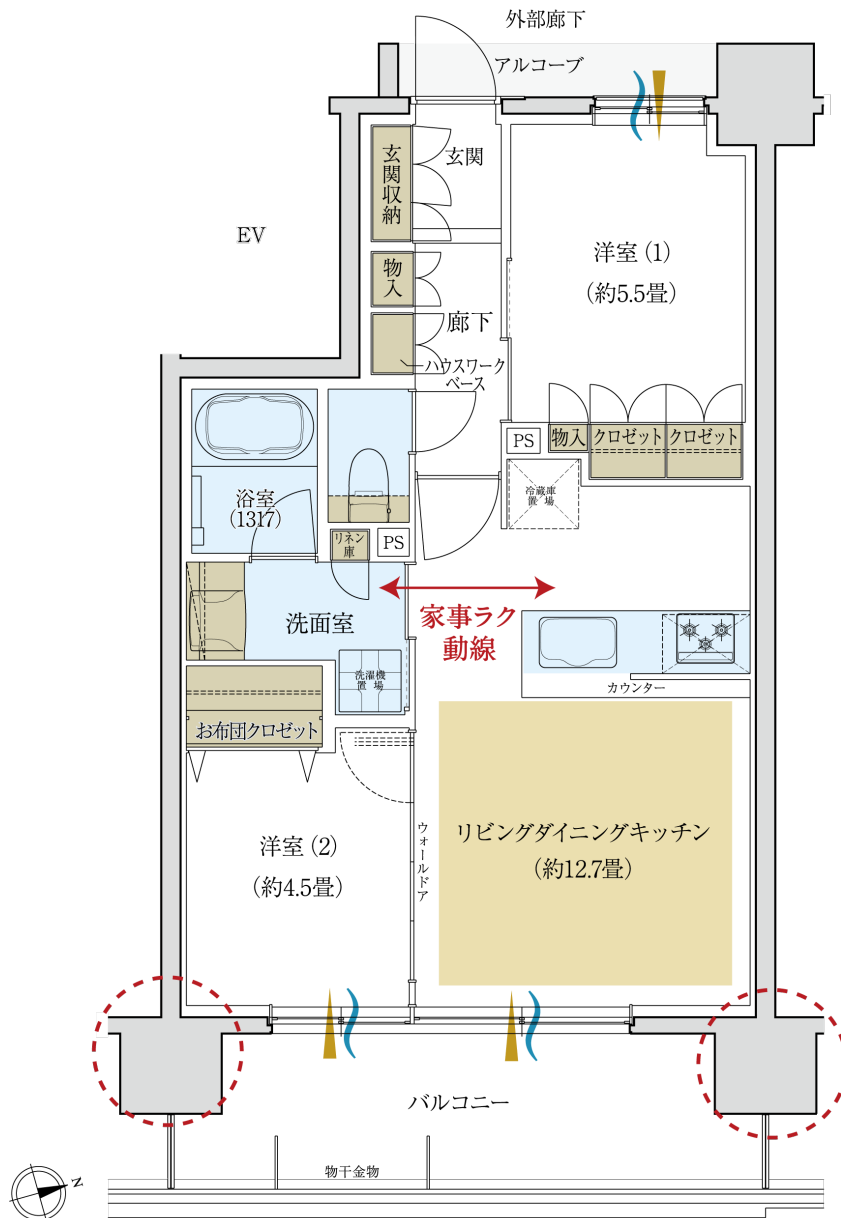 外部廊下
アルコーブ
玄関
玄関収納
EV
洋室(1)
(約5.5畳)
物入
廊下
ハウスワーク
ベース
PS
物入
クロゼット
クロゼット
冷蔵庫
置場
浴室
(1317)
リネン
庫
PS
家事ラク
動線
洗面室
洗濯機
置場
カウンター
お布団クロゼット
ウォールドア
リビングダイニングキッチン
(約12.7畳)
洋室(2)
(約4.5畳)
バルコニー
物干金物
N